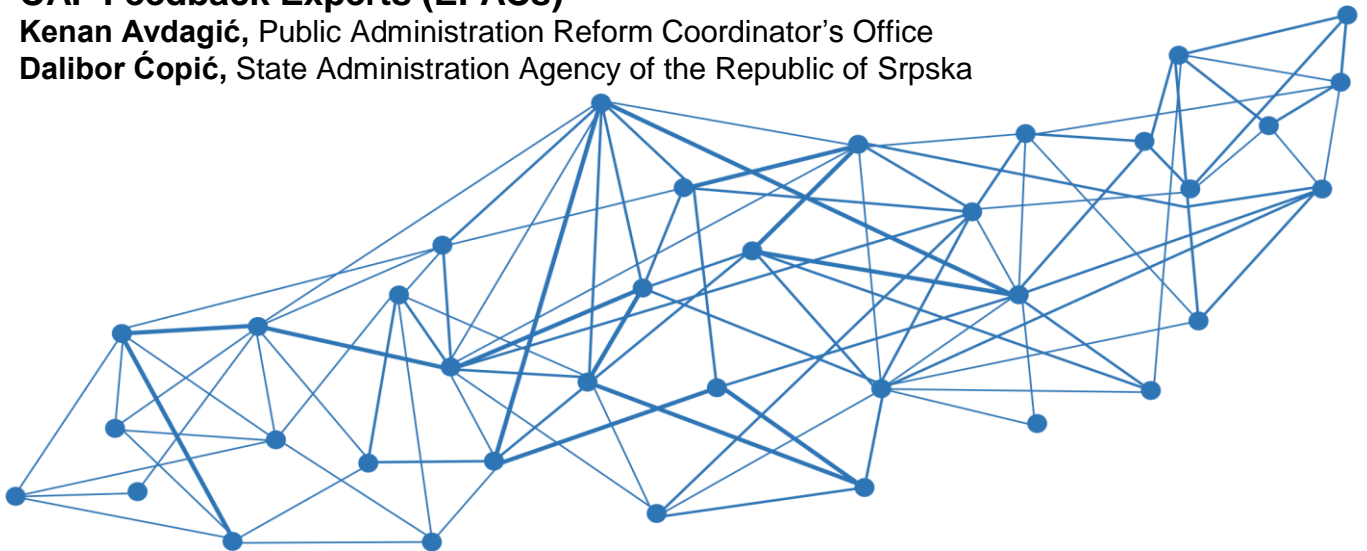 Kenan Avdagić, Public Administration Reform Coordinator’s Office
Dalibor Ćopić, State Administration Agency of the Republic of Srpska